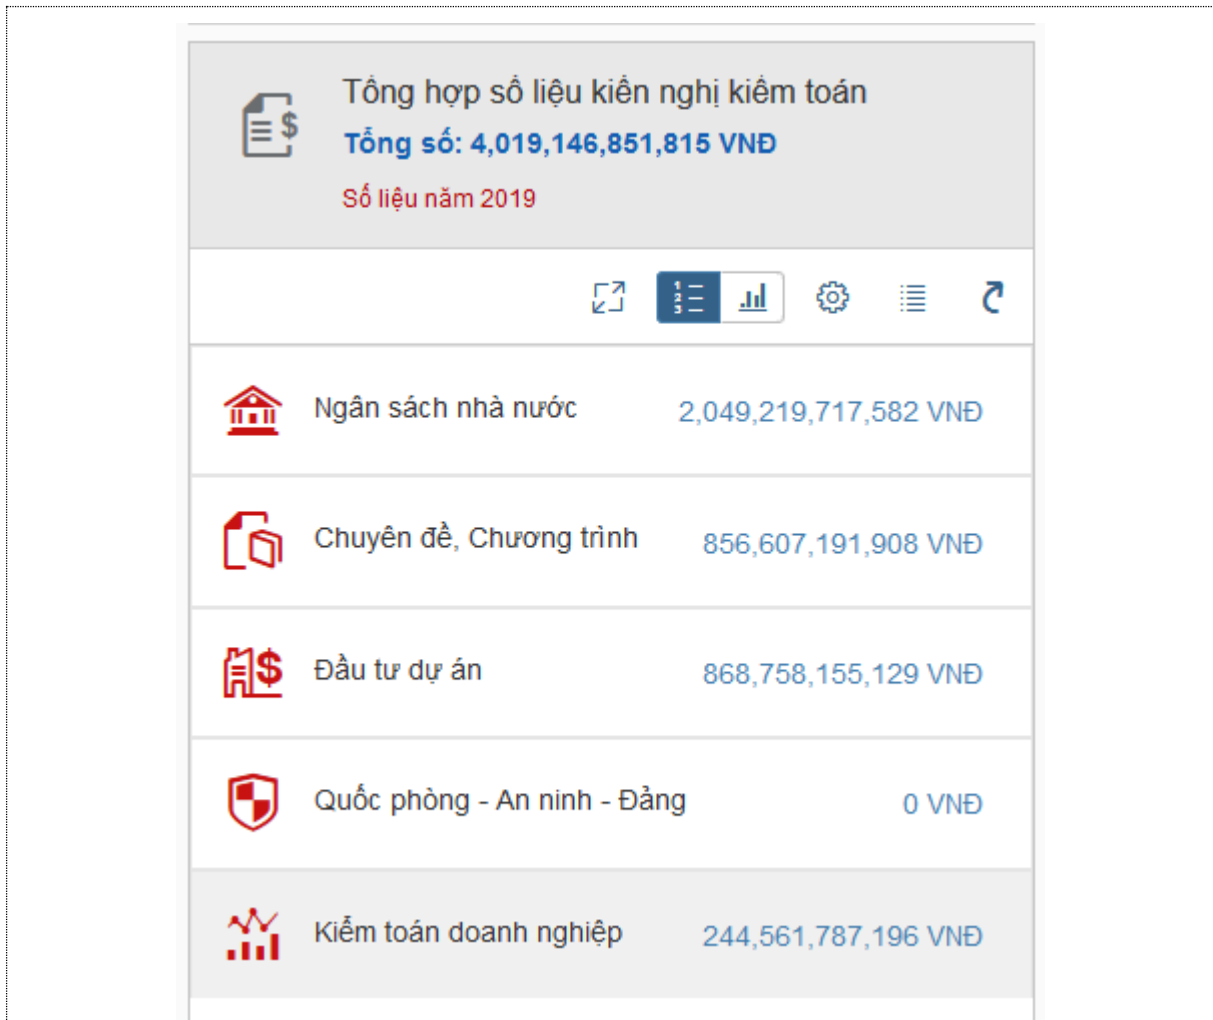 Tổng hợp số liệu kiến nghị kiểm toán
Tổng số: 4,019,146,851,815 VNĐ
Số liệu năm 2019
Ngân sách nhà nước 2,049,219,717,582 VNĐ
Chuyên đề, Chương trình 856,607,191,908 VNĐ
Đầu tư dự án 868,758,155,129 VNĐ
Quốc phòng - An ninh - Đảng 0 VNĐ
Kiểm toán doanh nghiệp 244,561,787,196 VNĐ